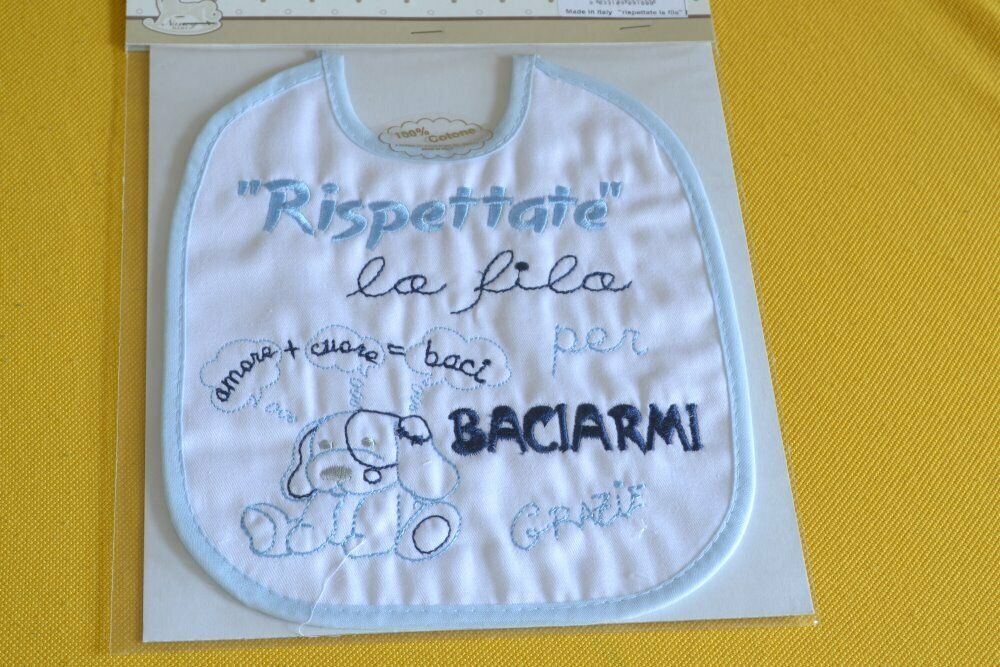 Made in Italy "rispettate la fila"
100%
Cotone
"Rispettate"
la fila
per
amore + cuore = baci
BACIARMI
GRAZIE